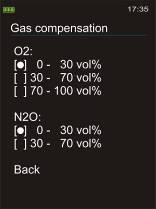 17:35
Gas compensation
O2:
[●] 0 - 30 vol%
[ ] 30 - 70 vol%
[ ] 70 - 100 vol%
N2O:
[●] 0 - 30 vol%
[ ] 30 - 70 vol%
Back